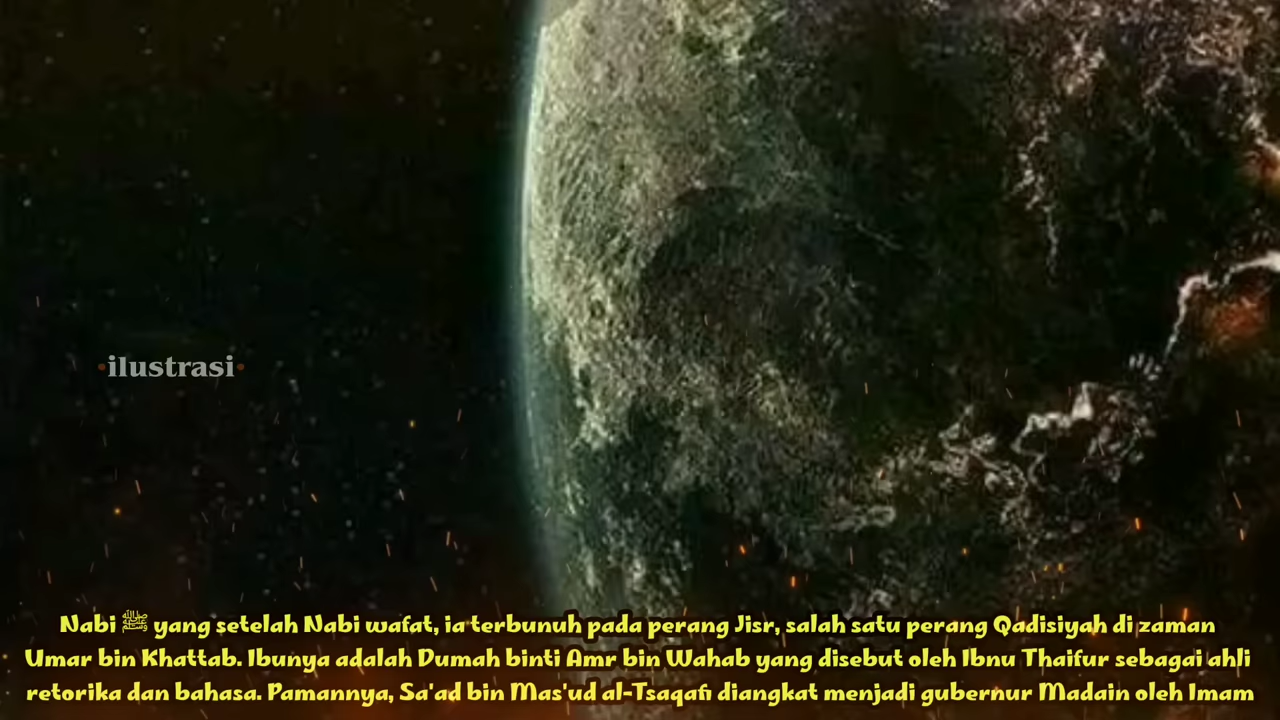 •ilustrasi•
Nabi ﷺ yang setelah Nabi wafat, ia terbunuh pada perang Jisr, salah satu perang Qadisiyah di zaman
Umar bin Khattab. Ibunya adalah Dumah binti Amr bin Wahab yang disebut oleh Ibnu Thaifur sebagai ahli
retorika dan bahasa. Pamannya, Sa'ad bin Mas'ud al-Tsaqafi diangkat menjadi gubernur Madain oleh Imam